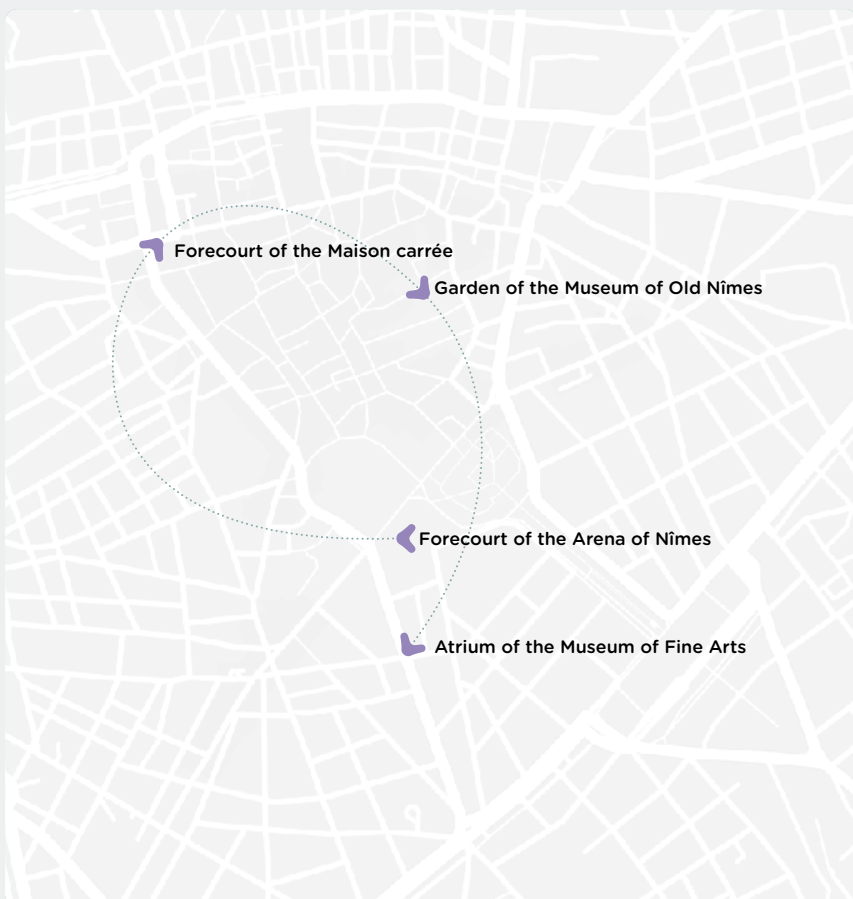 Forecourt of the Maison carrée
Garden of the Museum of Old Nîmes
Forecourt of the Arena of Nîmes
Atrium of the Museum of Fine Arts